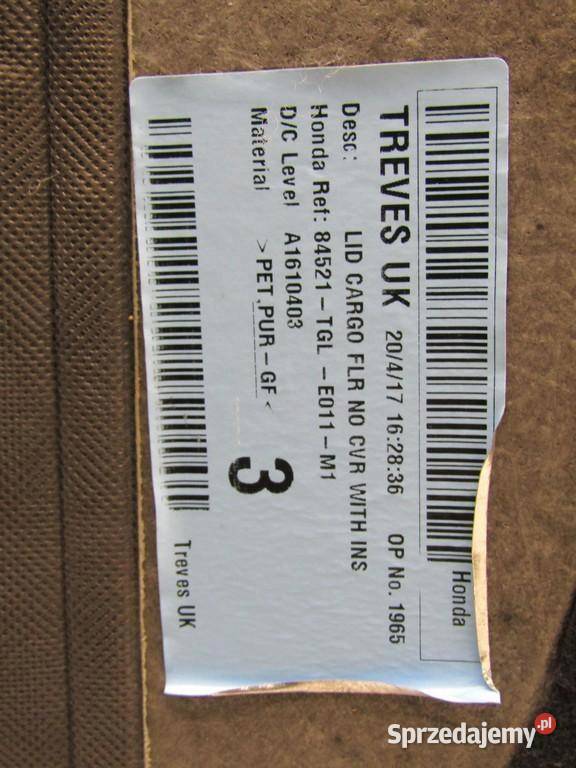 Honda
TREVES UK 20/4/17 16:28:36 OP No. 1965
Desc: LID CARGO FLR NO CVR WITH INS
Honda Ref: 84521-TGL -E011-M1
D/C Level A1610403
Material >PET,PUR-GF<
3
Treves UK
Sprzedajemy.pl